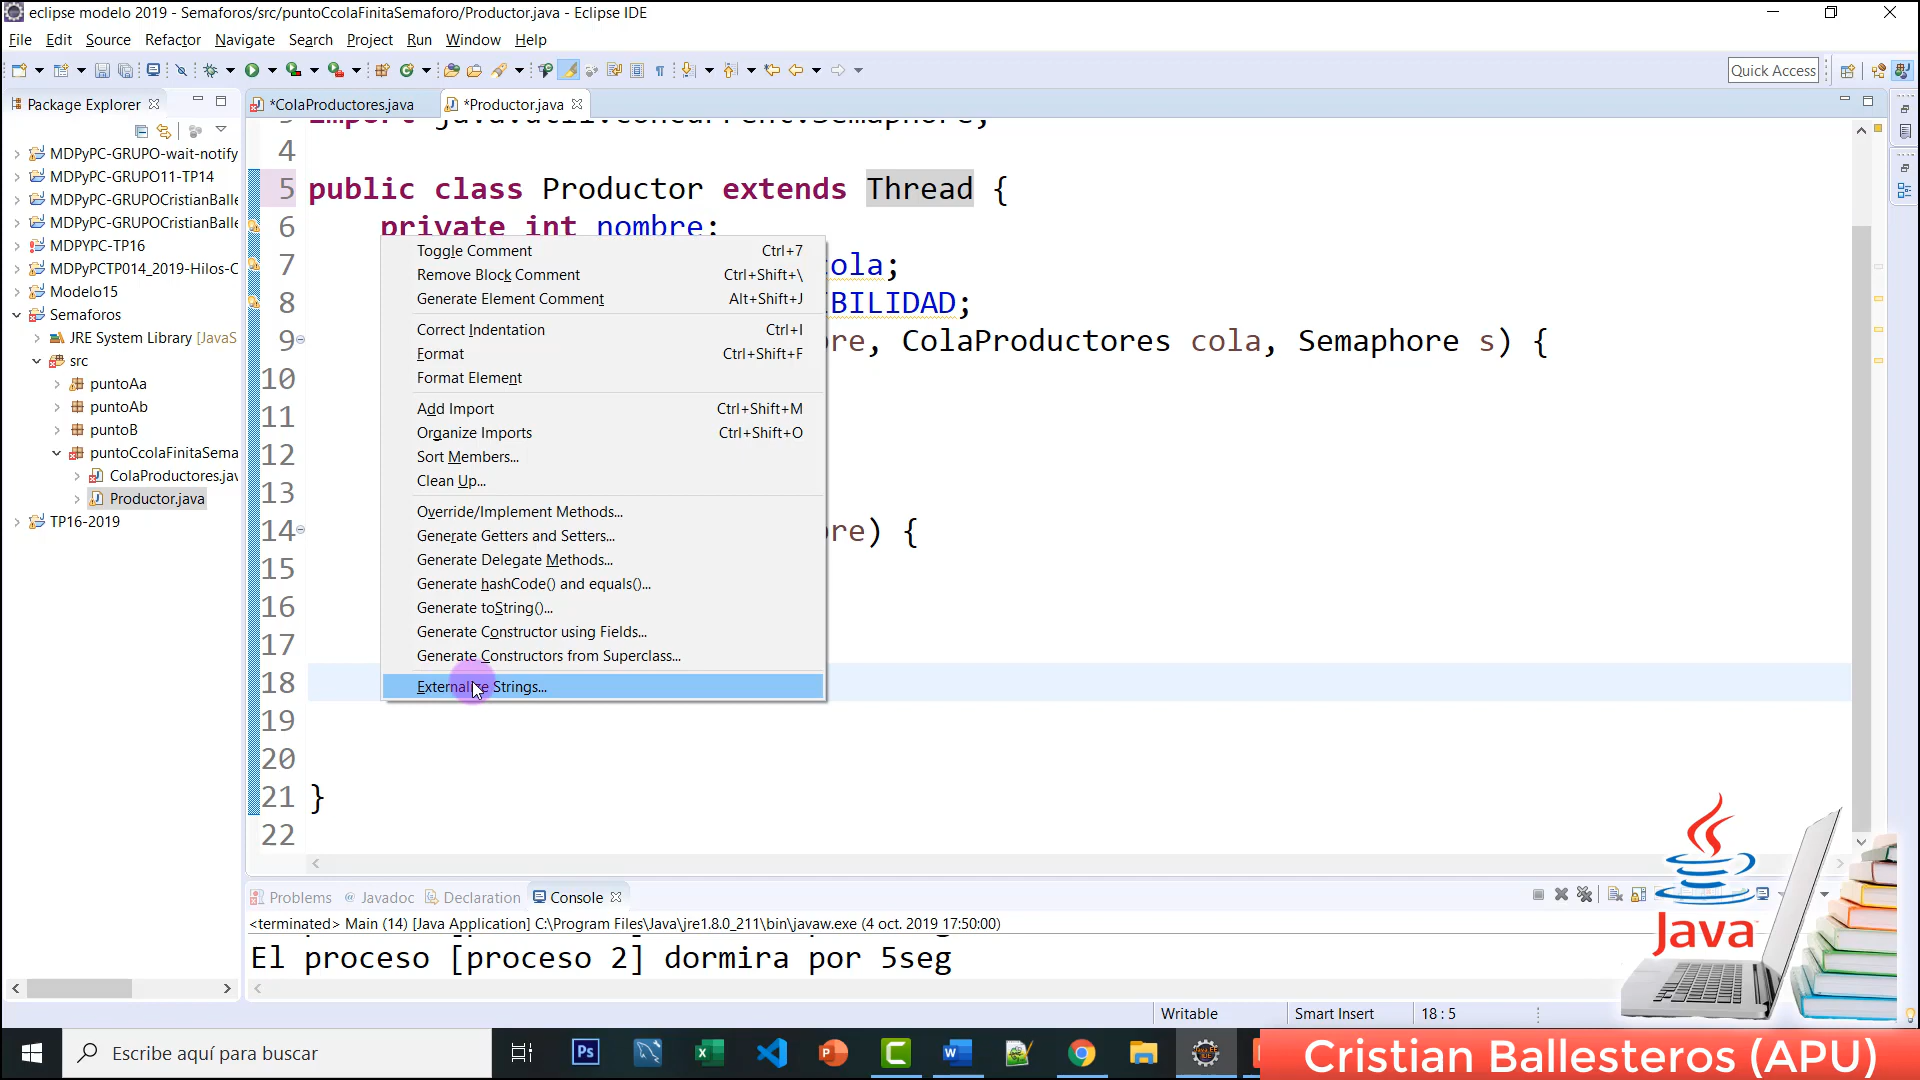 eclipse modelo 2019 - Semaforos/src/puntoCcolaFinitaSemaforo/Productor.java - Eclipse IDE
File Edit Source Refactor Navigate Search Project Run Window Help
Quick Access
Package Explorer
*ColaProductores.java *Productor.java
MDPyPC-GRUPO-wait-notify
MDPyPC-GRUPO11-TP14
MDPyPC-GRUPOCristianBalle
MDPyPC-GRUPOCristianBalle
MDPYPC-TP16
MDPyPCTP014_2019-Hilos-C
Modelo15
Semaforos
JRE System Library [JavaS
src
puntoAa
puntoAb
puntoB
puntoCcolaFinitaSema
ColaProductores.jav
Productor.java
TP16-2019
import java.util.concurrent.Semaphore;
4
5 public class Productor extends Thread {
6 private int nombre;
7 cola;
8 BILIDAD;
9 re, ColaProductores cola, Semaphore s) {
10
11
12
13
14 re) {
15
16
17
18
19
20
21 }
22
Toggle Comment Ctrl+7
Remove Block Comment Ctrl+Shift+\
Generate Element Comment Alt+Shift+J
Correct Indentation Ctrl+I
Format Ctrl+Shift+F
Format Element
Add Import Ctrl+Shift+M
Organize Imports Ctrl+Shift+O
Sort Members...
Clean Up...
Override/Implement Methods...
Generate Getters and Setters...
Generate Delegate Methods...
Generate hashCode() and equals()...
Generate toString()...
Generate Constructor using Fields...
Generate Constructors from Superclass...
Externalize Strings...
Problems Javadoc Declaration Console
<terminated> Main (14) [Java Application] C:\Program Files\Java\jre1.8.0_211\bin\javaw.exe (4 oct. 2019 17:50:00)
El proceso [proceso 2] dormira por 5seg
Writable Smart Insert 18 : 5
Java
Escribe aquí para buscar
Cristian Ballesteros (APU)